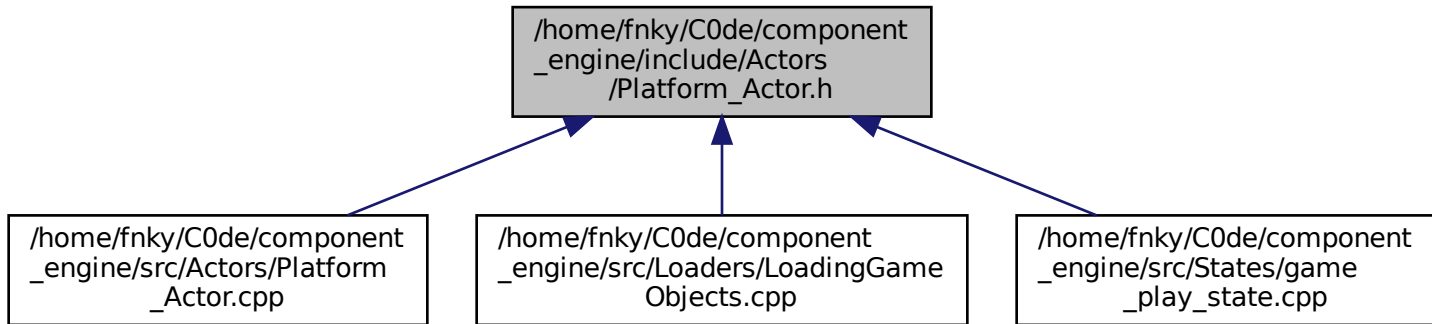 /home/fnky/C0de/component
_engine/include/Actors
/Platform_Actor.h
/home/fnky/C0de/component
_engine/src/Actors/Platform
_Actor.cpp
/home/fnky/C0de/component
_engine/src/Loaders/LoadingGame
Objects.cpp
/home/fnky/C0de/component
_engine/src/States/game
_play_state.cpp